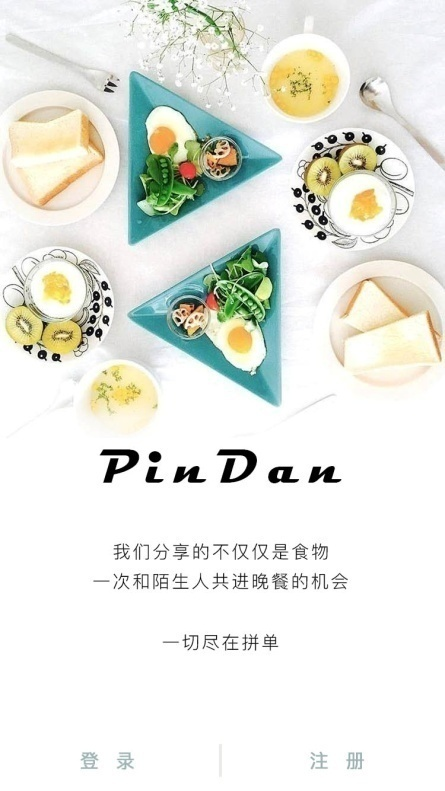 PinDan
我们分享的不仅仅是食物
一次和陌生人共进晚餐的机会
一切尽在拼单
登录
注册